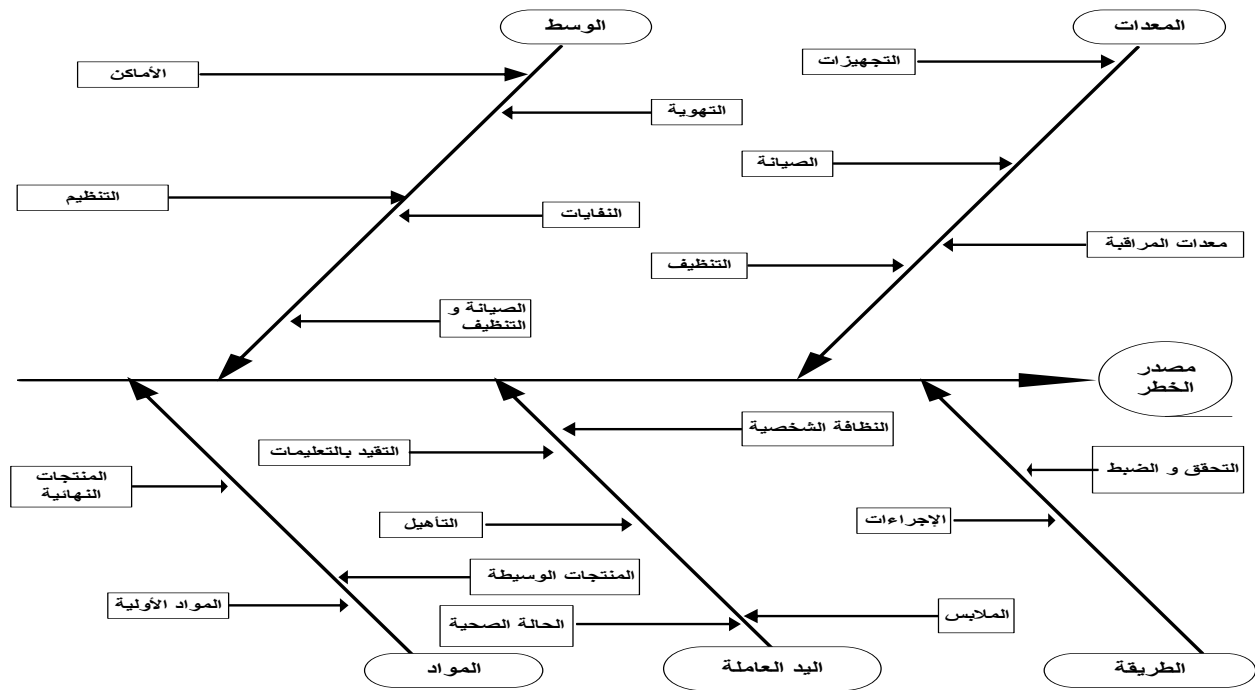 المعدات
الوسط
التجهيزات
الأماكن
التهوية
الصيانة
التنظيم
النفايات
معدات المراقبة
التنظيف
الصيانة و
التنظيف
مصدر
الخطر
النظافة الشخصية
التقيد بالتعليمات
التحقق و الضبط
المنتجات
النهائية
الإجراءات
التأهيل
المنتجات الوسيطة
المواد الأولية
الملابس
الحالة الصحية
الطريقة
اليد العاملة
المواد